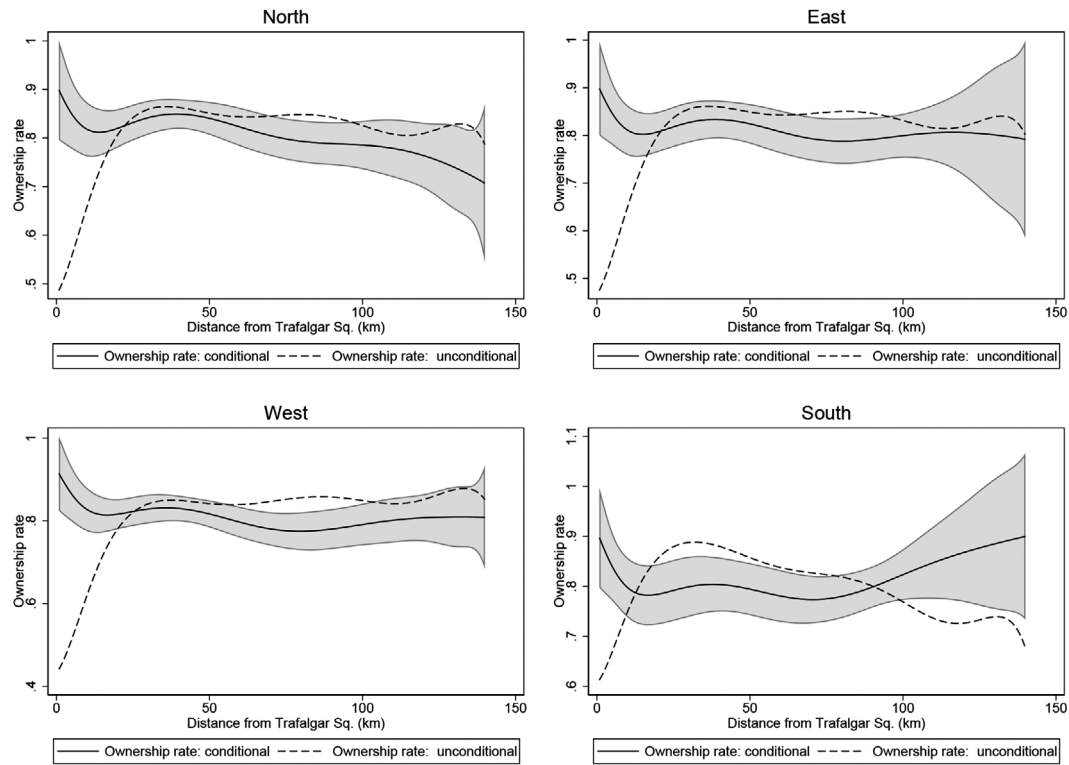 North
Ownership rate
1
.9
.8
.7
.6
.5
0 50 100 150
Distance from Trafalgar Sq. (km)
Ownership rate: conditional Ownership rate: unconditional
East
Ownership rate
1
.9
.8
.7
.6
.5
0 50 100 150
Distance from Trafalgar Sq. (km)
Ownership rate: conditional Ownership rate: unconditional
West
Ownership rate
1
.8
.6
.4
0 50 100 150
Distance from Trafalgar Sq. (km)
Ownership rate: conditional Ownership rate: unconditional
South
Ownership rate
1.1
1
.9
.8
.7
.6
0 50 100 150
Distance from Trafalgar Sq. (km)
Ownership rate: conditional Ownership rate: unconditional